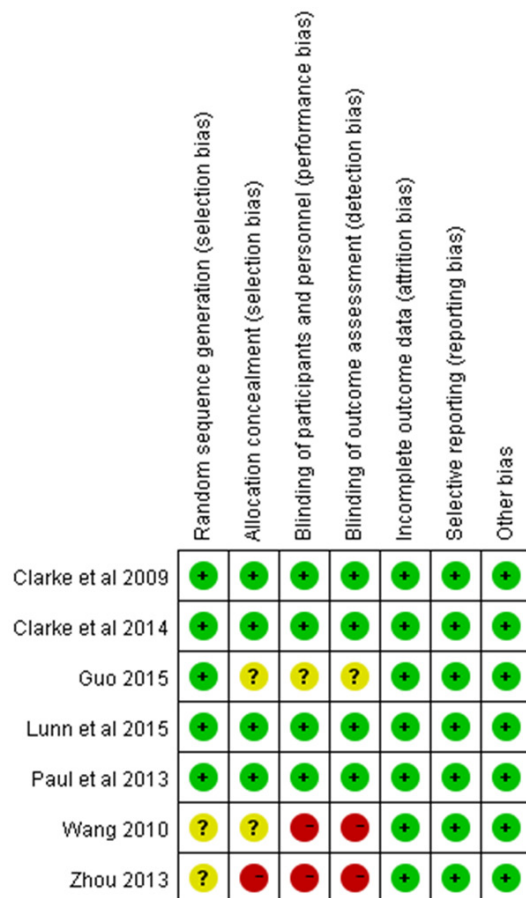 Random sequence generation (selection bias)
Allocation concealment (selection bias)
Blinding of participants and personnel (performance bias)
Blinding of outcome assessment (detection bias)
Incomplete outcome data (attrition bias)
Selective reporting (reporting bias)
Other bias
Clarke et al 2009 + + + + + + +
Clarke et al 2014 + + + + + + +
Guo 2015 + ? ? ? + + +
Lunn et al 2015 + + + + + + +
Paul et al 2013 + + + + + + +
Wang 2010 ? ? - - + + +
Zhou 2013 ? - - - + + +